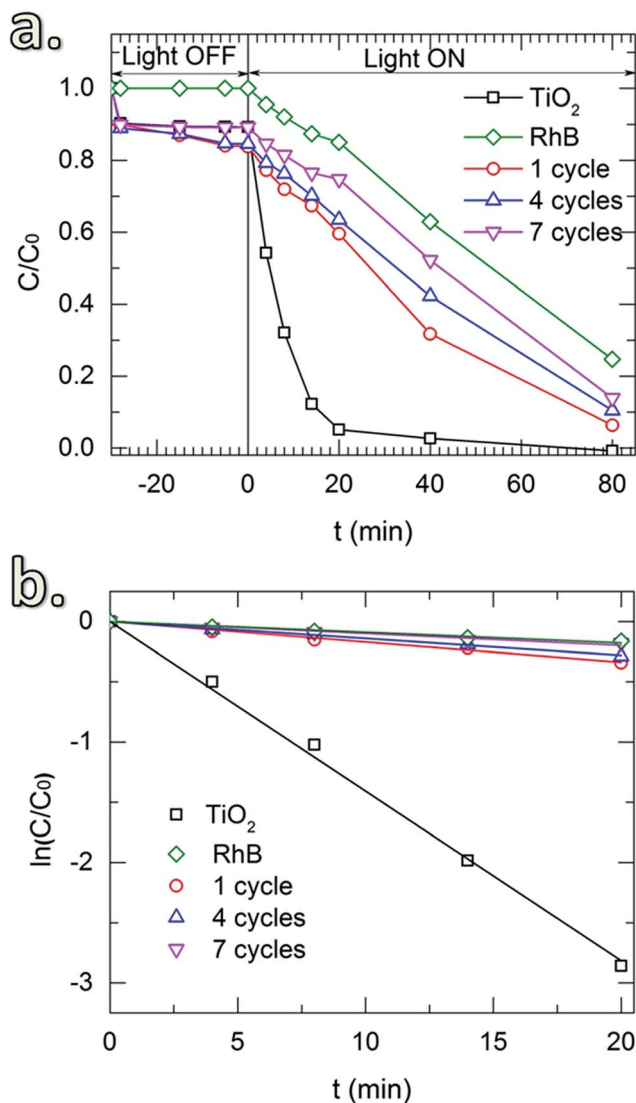 a.
Light OFF
Light ON
1.0
0.8
0.6
0.4
0.2
0.0
C/C₀
TiO₂
RhB
1 cycle
4 cycles
7 cycles
-20
0
20
40
60
80
t (min)
b.
0
-1
-2
-3
ln(C/C₀)
TiO₂
RhB
1 cycle
4 cycles
7 cycles
0
5
10
15
20
t (min)